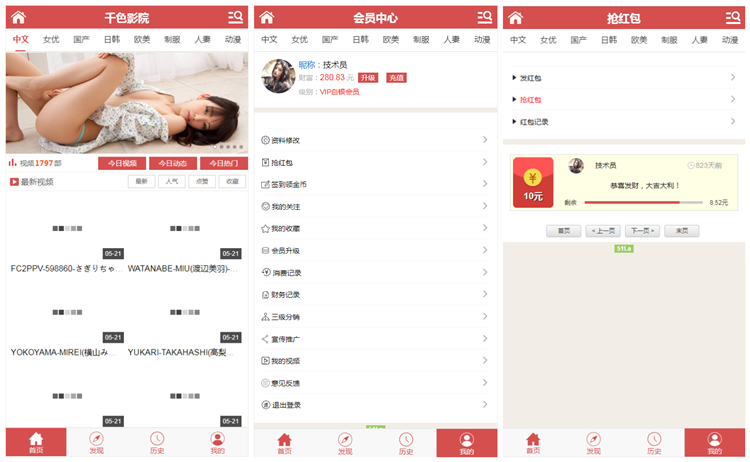 千色影院
中文 女优 国产 日韩 欧美 制服 人妻 动漫
视频1797部 今日视频 今日动态 今日热门
最新视频 最新 人气 点赞 收藏
05-21 05-21
FC2PPV-598860-さぎりちゃ... WATANABE-MIU(渡辺美羽)-...
05-21 05-21
YOKOYAMA-MIREI(横山み... YUKARI-TAKAHASHI(高梨...
05-21 05-21
首页 发现 历史 我的
会员中心
中文 女优 国产 日韩 欧美 制服 人妻 动漫
昵称：技术员
财富：280.83 元 升级 充值
级别：VIP白银会员
资料修改
抢红包
签到领金币
我的关注
我的收藏
会员升级
消费记录
财务记录
三级分销
宣传推广
我的视频
意见反馈
退出登录
51La
首页 发现 历史 我的
抢红包
中文 女优 国产 日韩 欧美 制服 人妻 动漫
发红包
抢红包
红包记录
技术员 823天前
恭喜发财，大吉大利！
10元
剩余 8.52元
首页 < 上一页 下一页 > 末页
51La
首页 发现 历史 我的